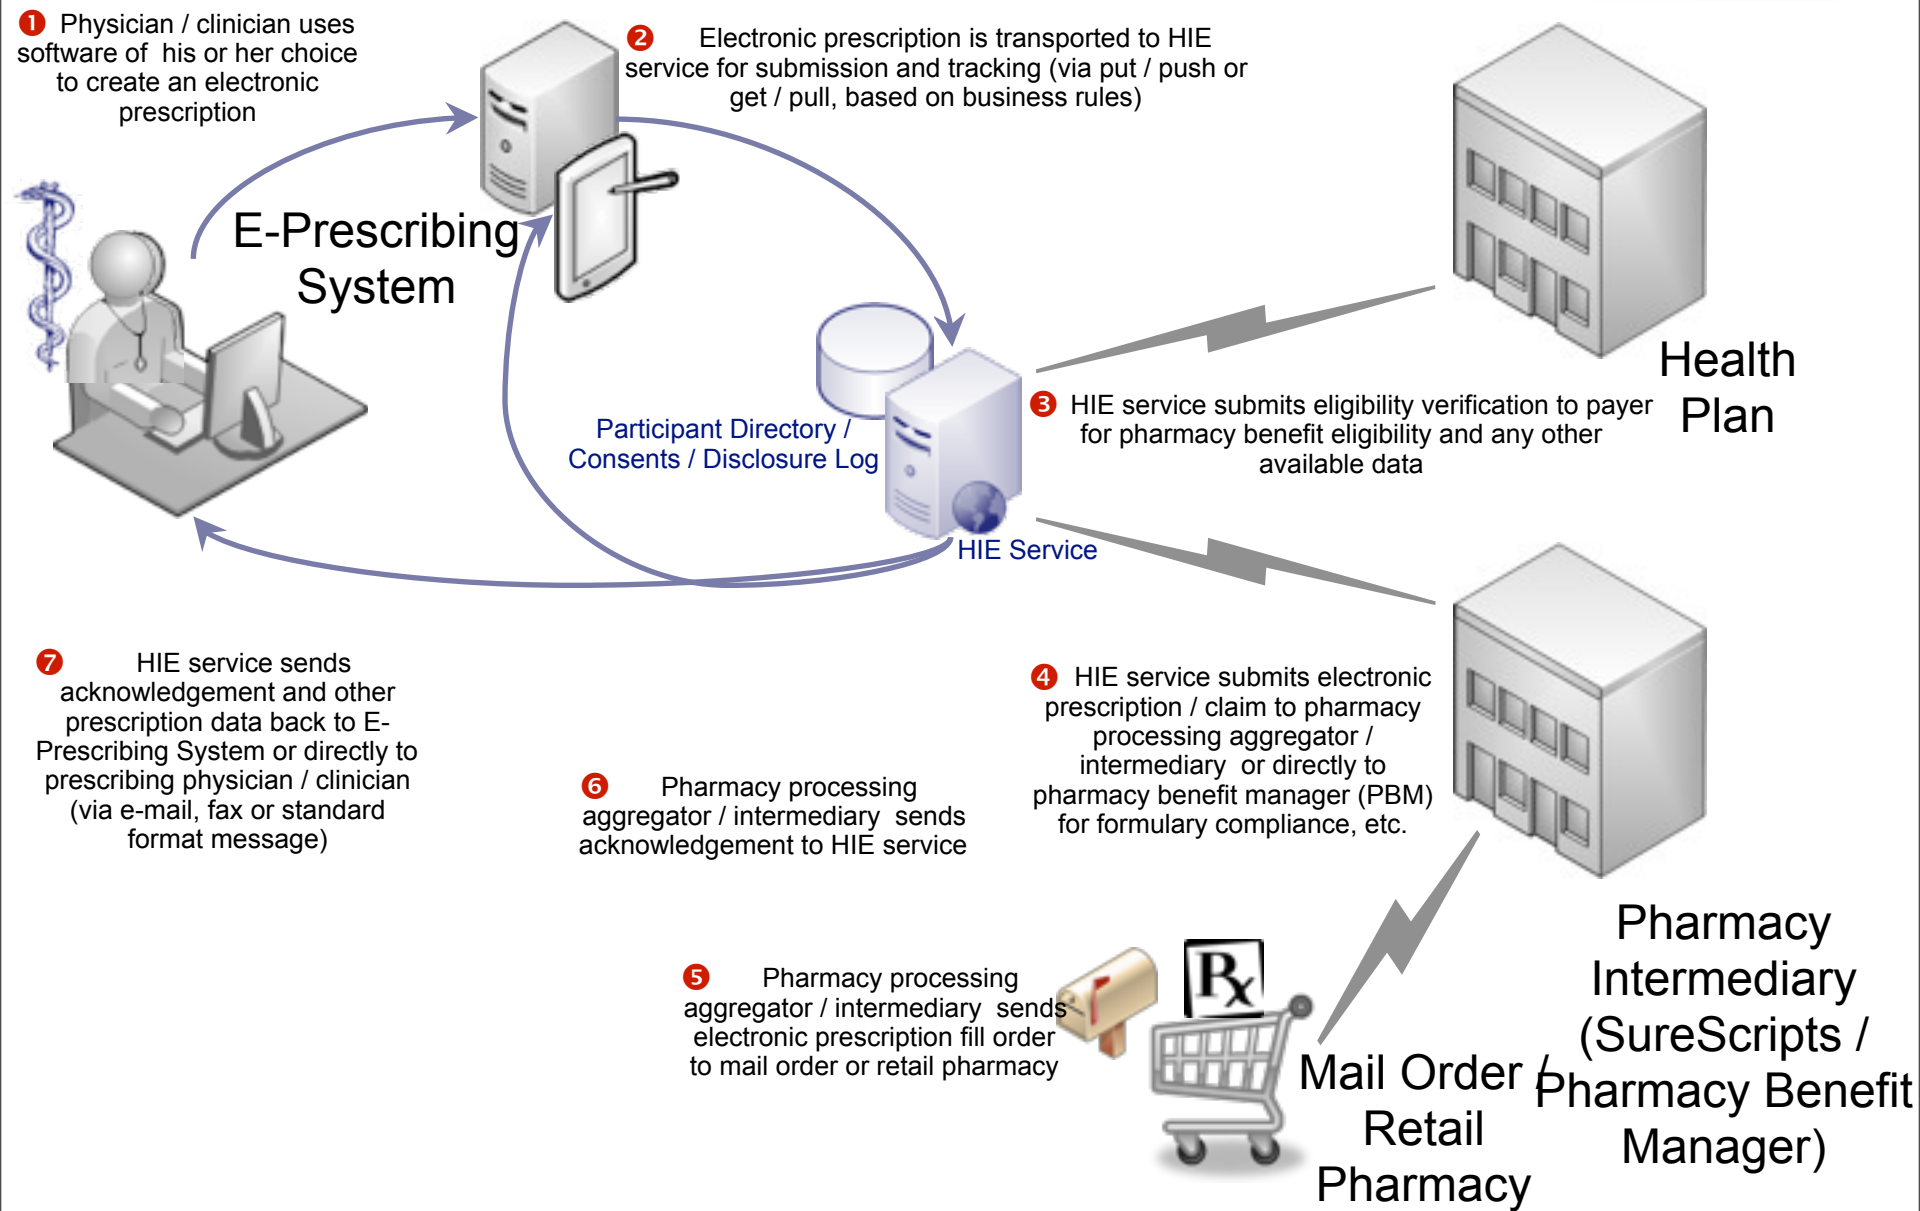 ❶ Physician / clinician uses
software of his or her choice
to create an electronic
prescription
❷ Electronic prescription is transported to HIE
service for submission and tracking (via put / push or
get / pull, based on business rules)
E-Prescribing
System
Health
Plan
❸ HIE service submits eligibility verification to payer
for pharmacy benefit eligibility and any other
available data
Participant Directory /
Consents / Disclosure Log
HIE Service
❼ HIE service sends
acknowledgement and other
prescription data back to E-
Prescribing System or directly to
prescribing physician / clinician
(via e-mail, fax or standard
format message)
❹ HIE service submits electronic
prescription / claim to pharmacy
processing aggregator /
intermediary or directly to
pharmacy benefit manager (PBM)
for formulary compliance, etc.
❻ Pharmacy processing
aggregator / intermediary sends
acknowledgement to HIE service
❺ Pharmacy processing
aggregator / intermediary sends
electronic prescription fill order
to mail order or retail pharmacy
Rx
Mail Order /
Retail
Pharmacy
Pharmacy
Intermediary
(SureScripts /
Pharmacy Benefit
Manager)